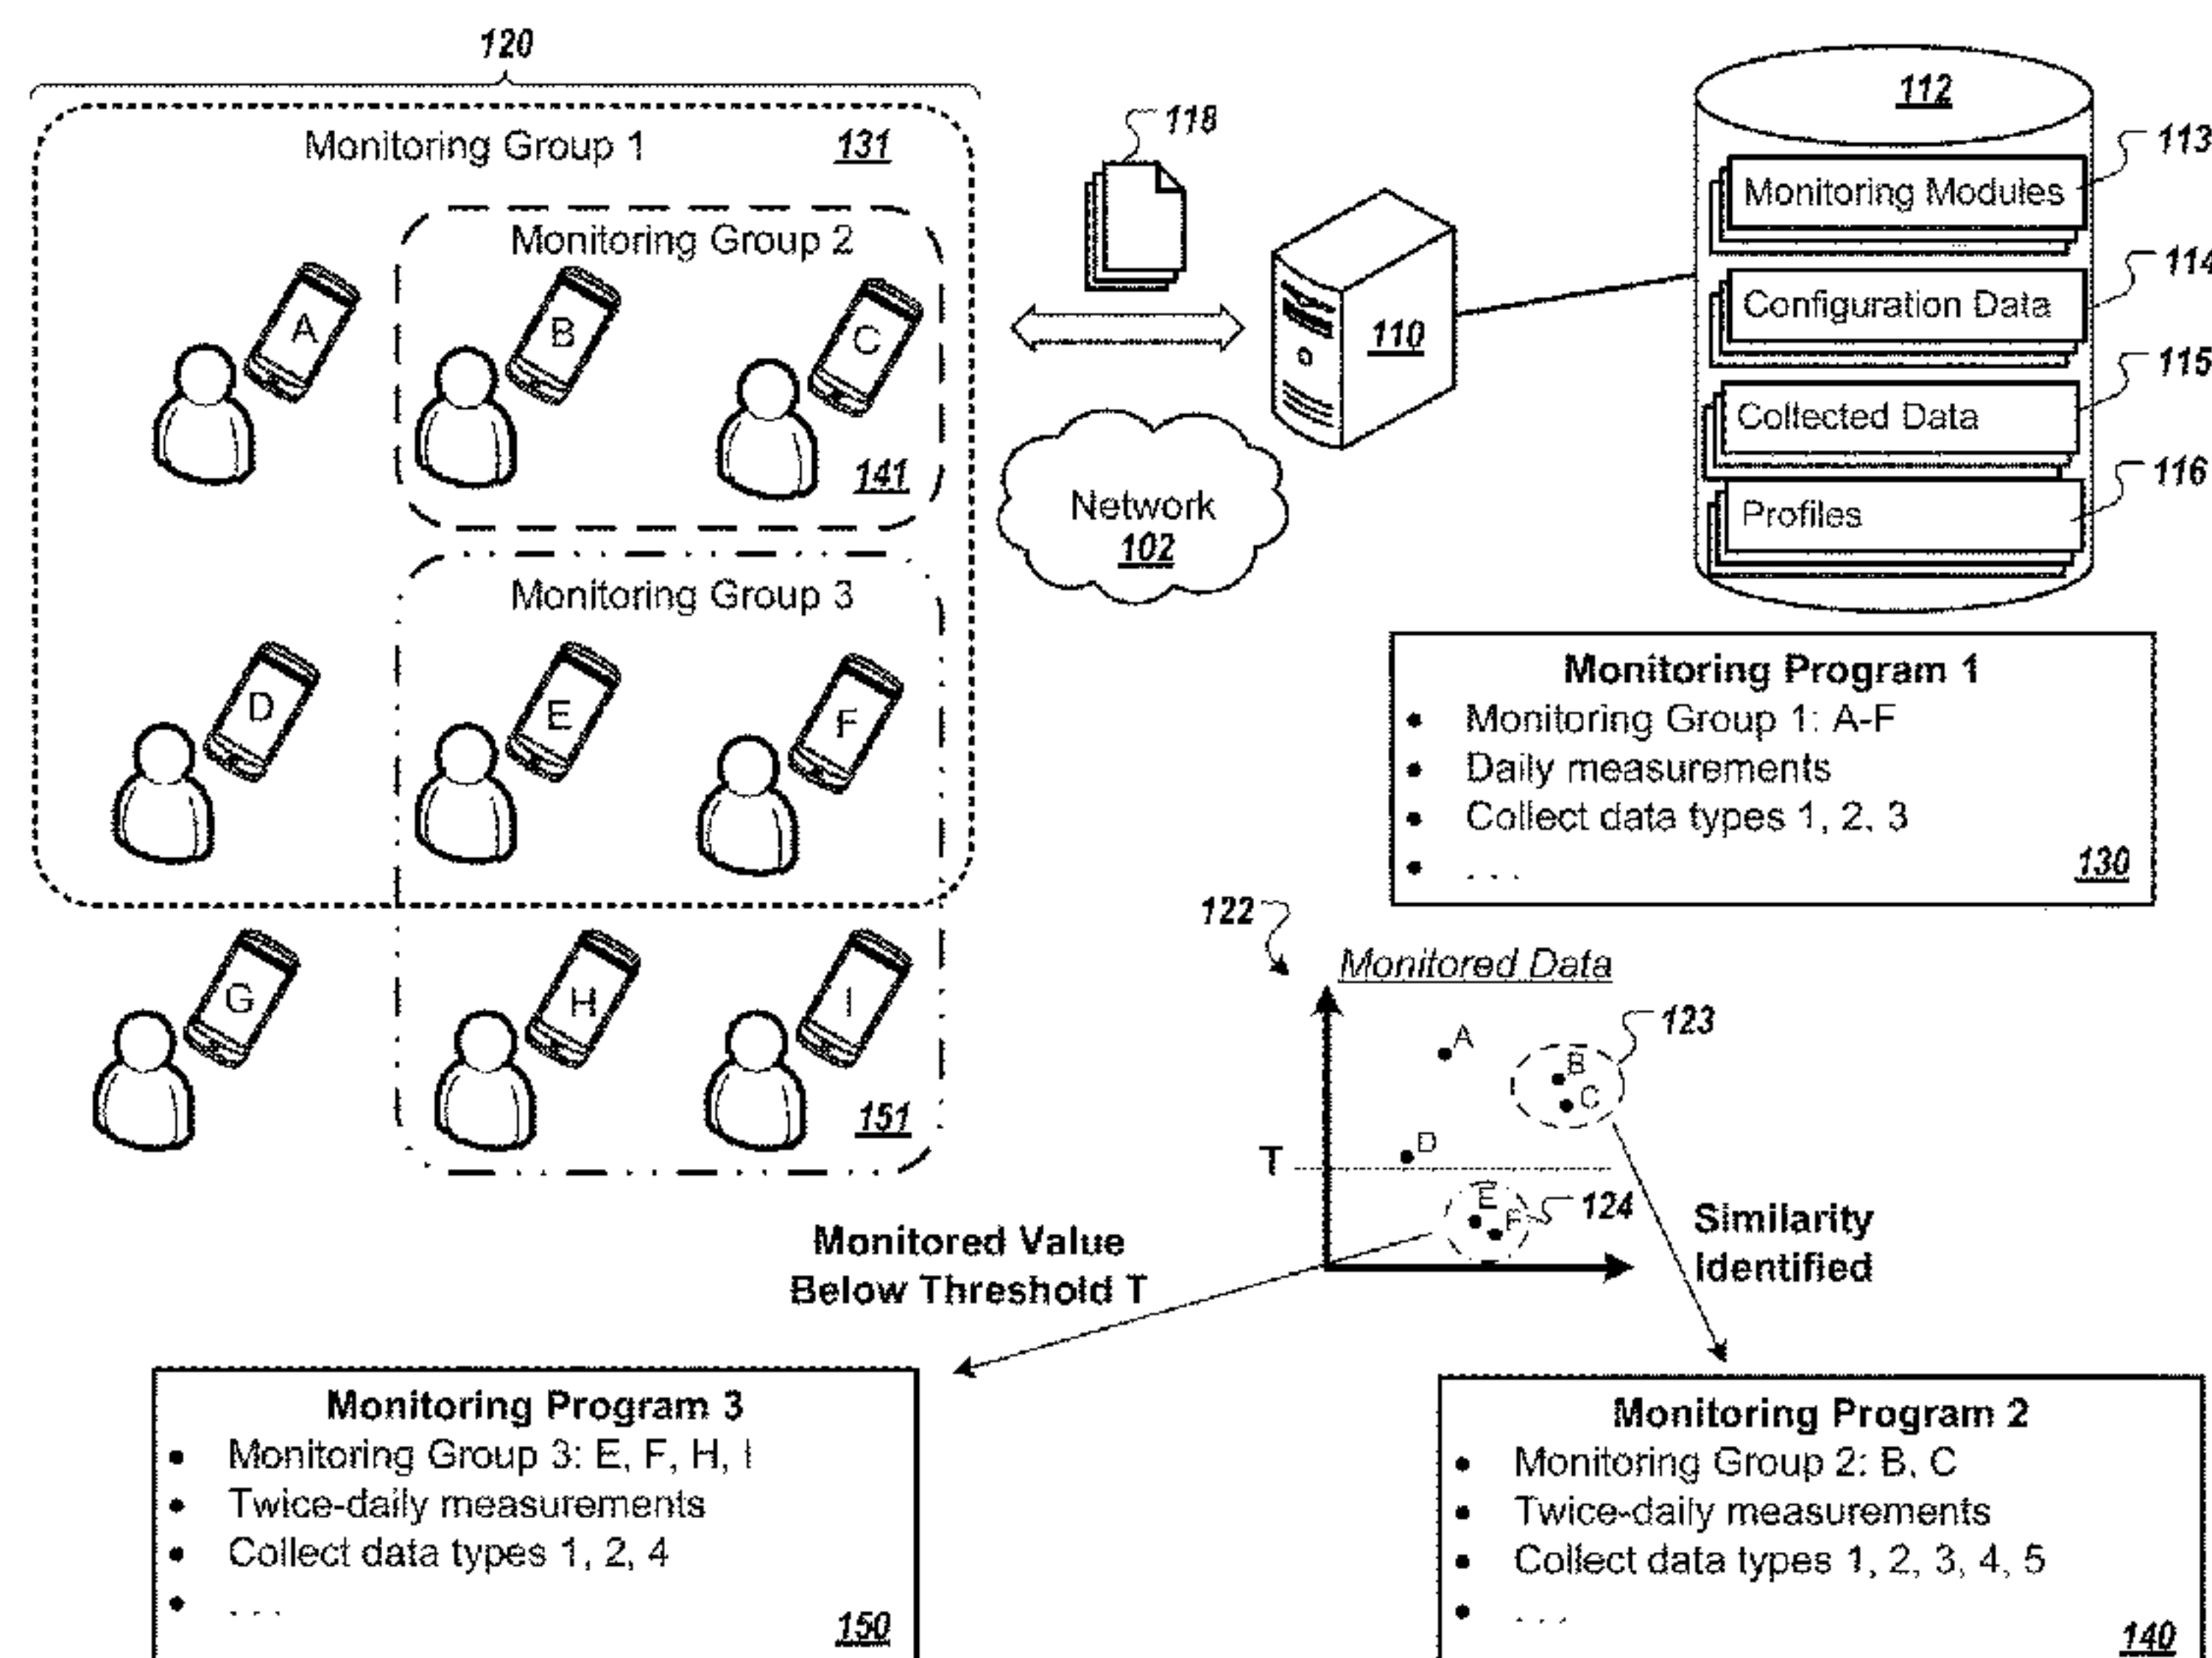 120
Monitoring Group 1 131
Monitoring Group 2
A
B
C
141
Monitoring Group 3
D
E
F
G
H
I
151
118
110
Network
102
112
Monitoring Modules
113
Configuration Data
114
Collected Data
115
Profiles
116
Monitoring Program 1
• Monitoring Group 1: A-F
• Daily measurements
• Collect data types 1, 2, 3
• . . .
130
122
Monitored Data
A
B
C
123
D
T
E
F
124
Monitored Value
Below Threshold T
Similarity
Identified
Monitoring Program 3
• Monitoring Group 3: E, F, H, I
• Twice-daily measurements
• Collect data types 1, 2, 4
• . . .
150
Monitoring Program 2
• Monitoring Group 2: B, C
• Twice-daily measurements
• Collect data types 1, 2, 3, 4, 5
• . . .
140